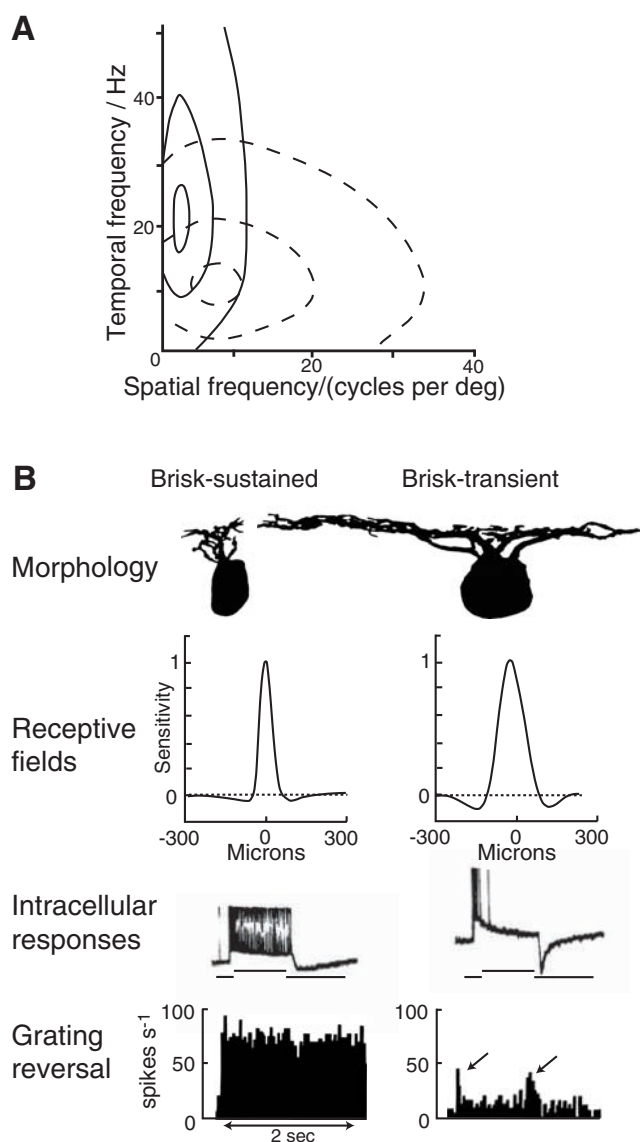 A
Temporal frequency / Hz
40
20
0
20
40
Spatial frequency/(cycles per deg)
B
Brisk-sustained
Brisk-transient
Morphology
Receptive
fields
Sensitivity
1
0
-300
0
300
Microns
1
0
-300
0
300
Microns
Intracellular
responses
Grating
reversal
spikes s-1
100
50
0
2 sec
100
50
0